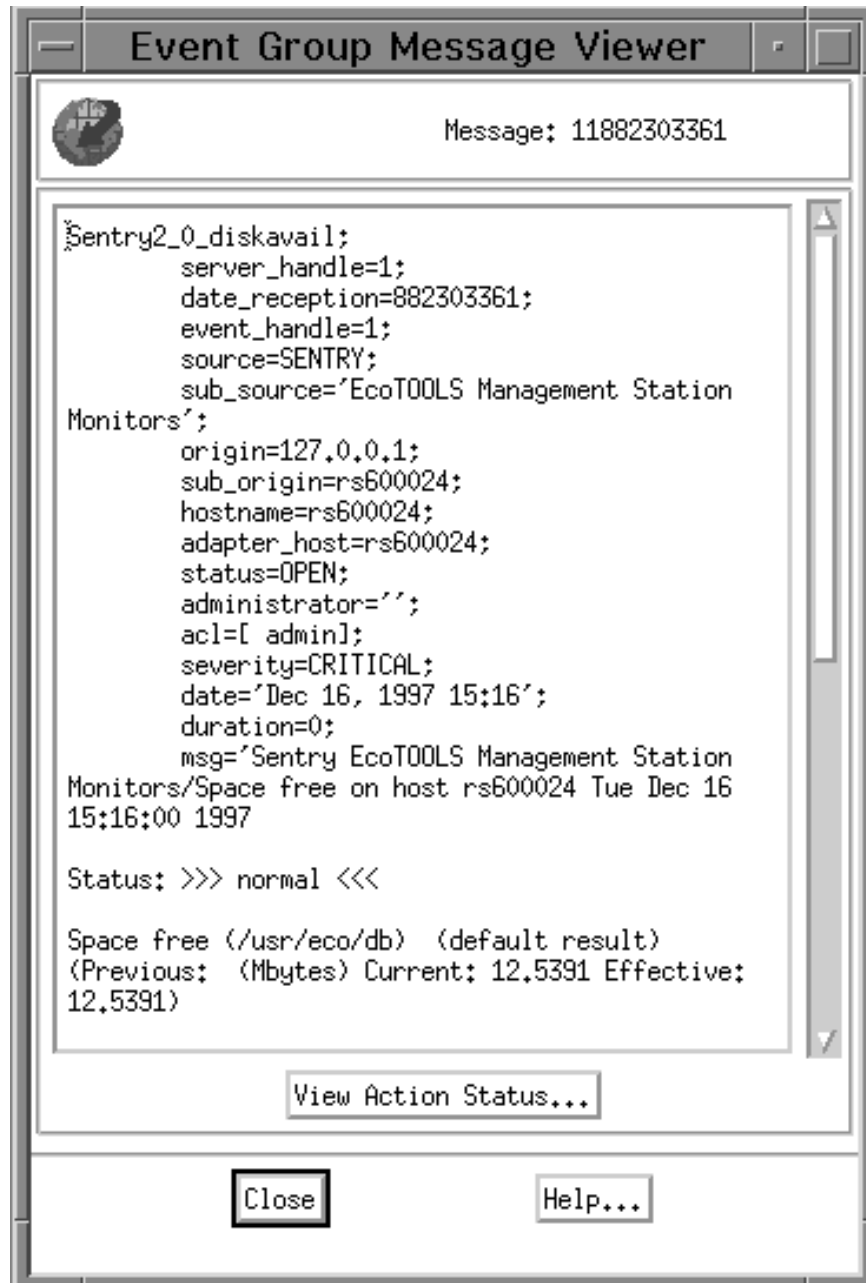 Event Group Message Viewer
Message: 11882303361
Sentry2_0_diskavail;
server_handle=1;
date_reception=882303361;
event_handle=1;
source=SENTRY;
sub_source='EcoTOOLS Management Station
Monitors';
origin=127.0.0.1;
sub_origin=rs600024;
hostname=rs600024;
adapter_host=rs600024;
status=OPEN;
administrator='';
acl=[ admin];
severity=CRITICAL;
date='Dec 16, 1997 15:16';
duration=0;
msg='Sentry EcoTOOLS Management Station
Monitors/Space free on host rs600024 Tue Dec 16
15:16:00 1997
Status: >>> normal <<<
Space free (/usr/eco/db)  (default result)
(Previous:  (Mbytes) Current: 12.5391 Effective:
12.5391)
View Action Status...
Close
Help...